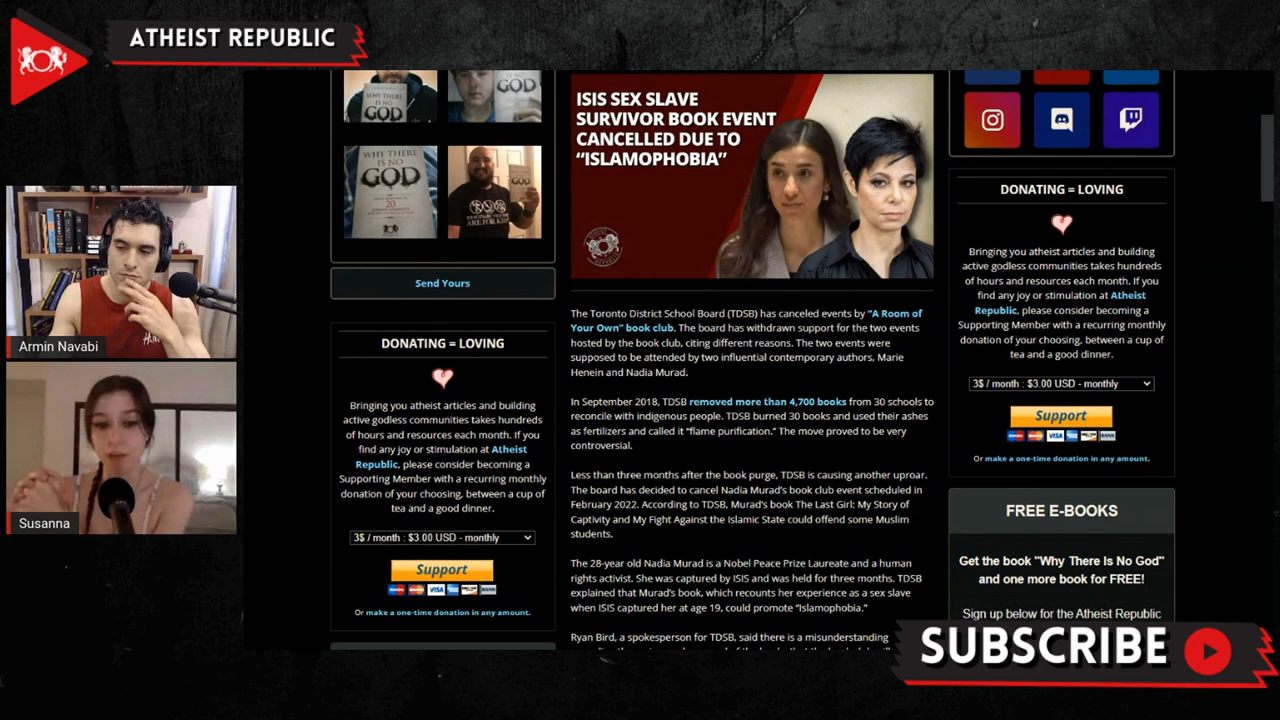 ATHEIST REPUBLIC
WHY THERE
IS NO
GOD
IS NO
GOD
WHY THERE
IS NO
GOD
20
Send Yours
DONATING = LOVING
Bringing you atheist articles and building
active godless communities takes hundreds
of hours and resources each month. If you
find any joy or stimulation at Atheist
Republic, please consider becoming a
Supporting Member with a recurring monthly
donation of your choosing, between a cup of
tea and a good dinner.
3$ / month : $3.00 USD - monthly
Support
VISA
BANK
Or make a one-time donation in any amount.
ISIS SEX SLAVE
SURVIVOR BOOK EVENT
CANCELLED DUE TO
“ISLAMOPHOBIA”
The Toronto District School Board (TDSB) has canceled events by “A Room of
Your Own” book club. The board has withdrawn support for the two events
hosted by the book club, citing different reasons. The two events were
supposed to be attended by two influential contemporary authors, Marie
Henein and Nadia Murad.
In September 2018, TDSB removed more than 4,700 books from 30 schools to
reconcile with indigenous people. TDSB burned 30 books and used their ashes
as fertilizers and called it “flame purification.” The move proved to be very
controversial.
Less than three months after the book purge, TDSB is causing another uproar.
The board has decided to cancel Nadia Murad’s book club event scheduled in
February 2022. According to TDSB, Murad’s book The Last Girl: My Story of
Captivity and My Fight Against the Islamic State could offend some Muslim
students.
The 28-year old Nadia Murad is a Nobel Peace Prize Laureate and a human
rights activist. She was captured by ISIS and was held for three months. TDSB
explained that Murad’s book, which recounts her experience as a sex slave
when ISIS captured her at age 19, could promote “Islamophobia.”
Ryan Bird, a spokesperson for TDSB, said there is a misunderstanding
DONATING = LOVING
Bringing you atheist articles and building
active godless communities takes hundreds
of hours and resources each month. If you
find any joy or stimulation at Atheist
Republic, please consider becoming a
Supporting Member with a recurring monthly
donation of your choosing, between a cup of
tea and a good dinner.
3$ / month : $3.00 USD - monthly
Support
VISA
BANK
Or make a one-time donation in any amount.
FREE E-BOOKS
Get the book "Why There Is No God"
and one more book for FREE!
Sign up below for the Atheist Republic
Armin Navabi
Susanna
SUBSCRIBE